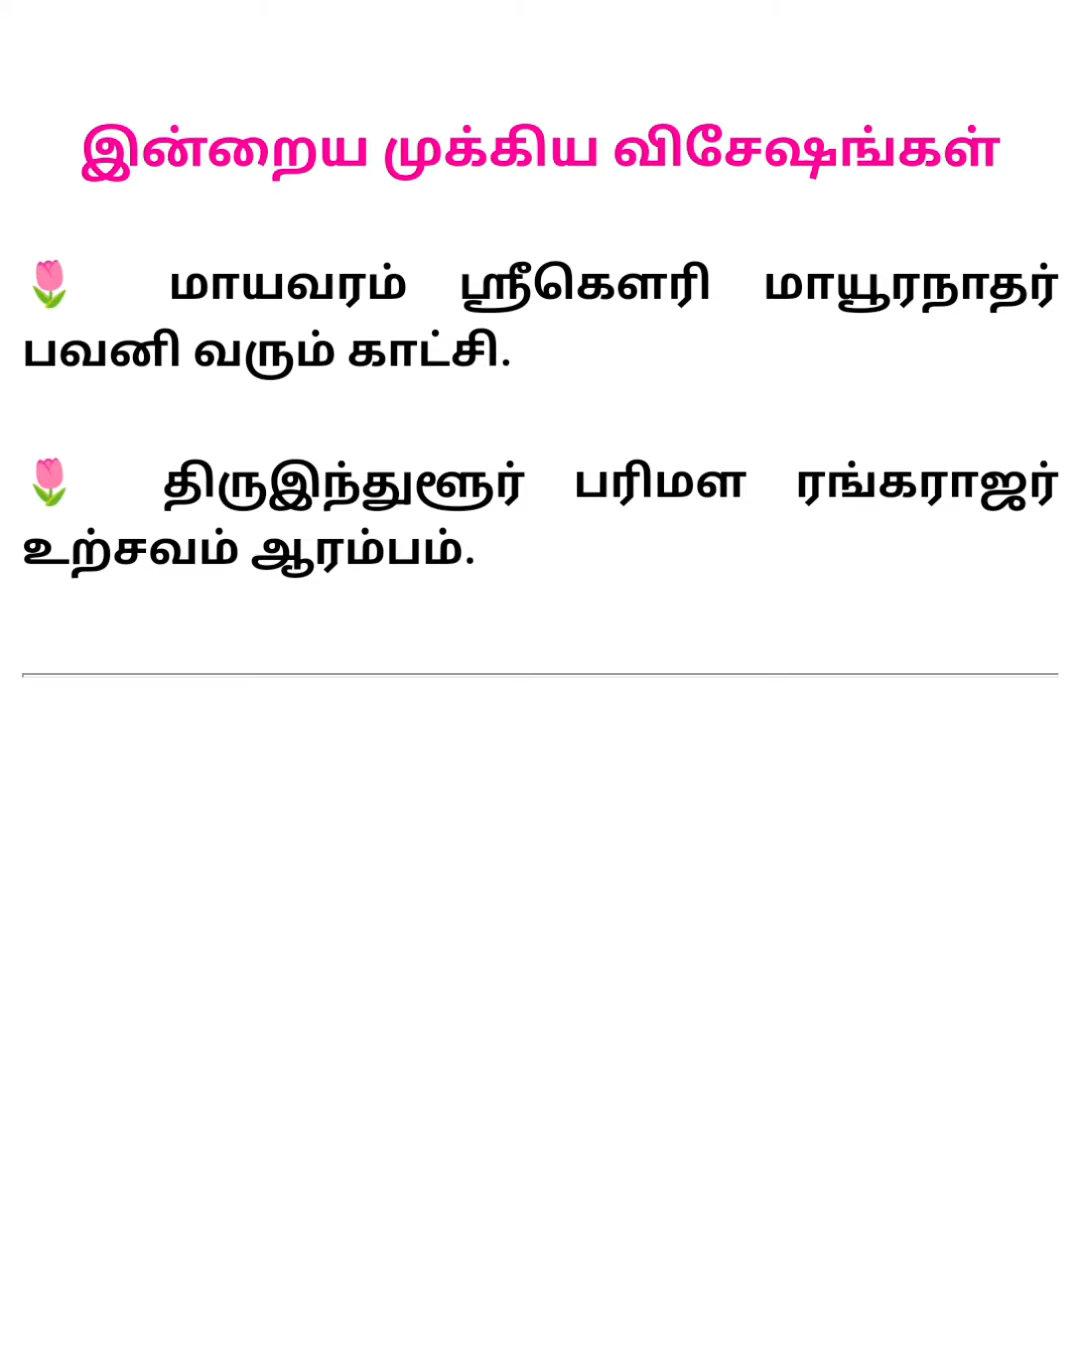 இன்றைய முக்கிய விசேஷங்கள்
🌷 மாயவரம் ஸ்ரீகௌரி மாயூரநாதர்
பவனி வரும் காட்சி.
🌷 திருஇந்துளூர் பரிமள ரங்கராஜர்
உற்சவம் ஆரம்பம்.